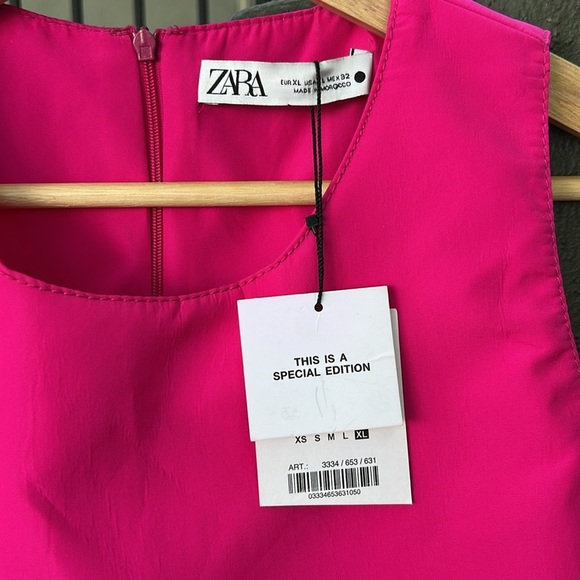 ZARA
EUR XL USA L MEX 32
MADE IN MOROCCO
THIS IS A
SPECIAL EDITION
XS S M L XL
ART.: 3334 / 653 / 631
03334653631050